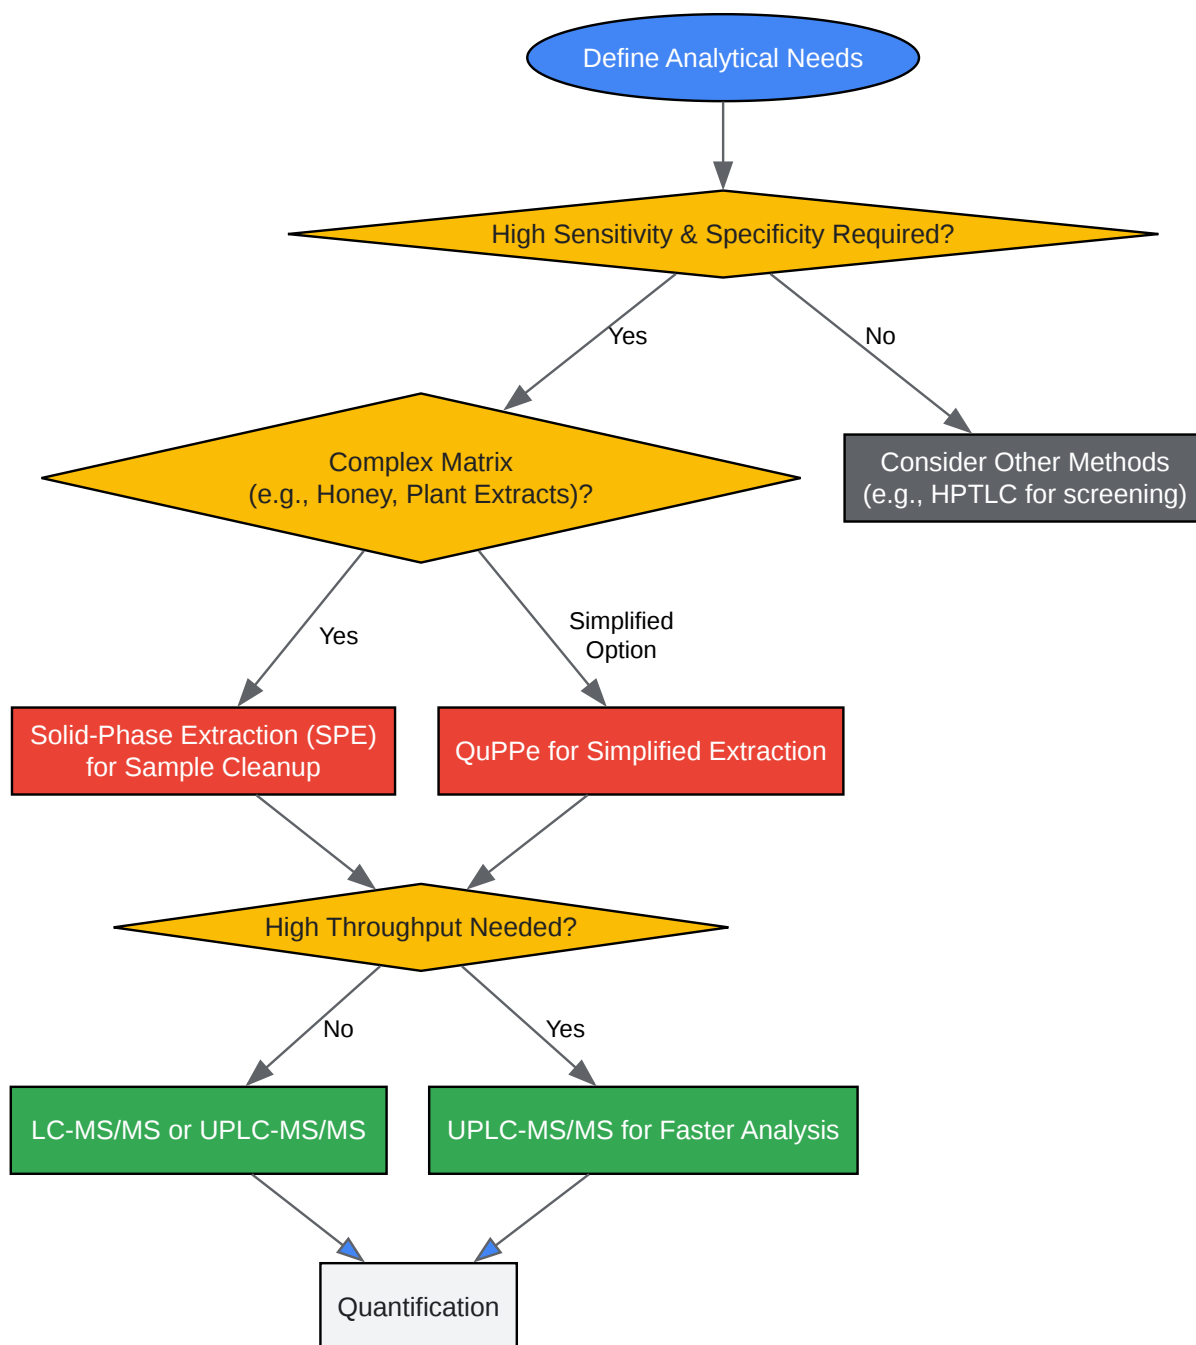 Define Analytical Needs
High Sensitivity & Specificity Required?
Yes
No
Complex Matrix
(e.g., Honey, Plant Extracts)?
Consider Other Methods
(e.g., HPTLC for screening)
Yes
Simplified
Option
Solid-Phase Extraction (SPE)
for Sample Cleanup
QuPPe for Simplified Extraction
High Throughput Needed?
No
Yes
LC-MS/MS or UPLC-MS/MS
UPLC-MS/MS for Faster Analysis
Quantification